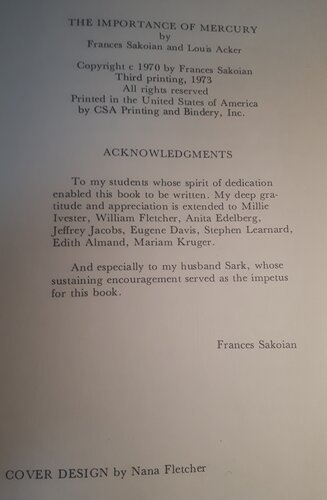 THE IMPORTANCE OF MERCURY
by
Frances Sakoian and Louis Acker
Copyright c 1970 by Frances Sakoian
Third printing, 1973
All rights reserved
Printed in the United States of America
by CSA Printing and Bindery, Inc.
ACKNOWLEDGMENTS
To my students whose spirit of dedication
enabled this book to be written. My deep gra-
titude and appreciation is extended to Millie
Ivester, William Fletcher, Anita Edelberg,
Jeffrey Jacobs, Eugene Davis, Stephen Learnard,
Edith Almand, Mariam Kruger.
And especially to my husband Sark, whose
sustaining encouragement served as the impetus
for this book.
Frances Sakoian
COVER DESIGN by Nana Fletcher